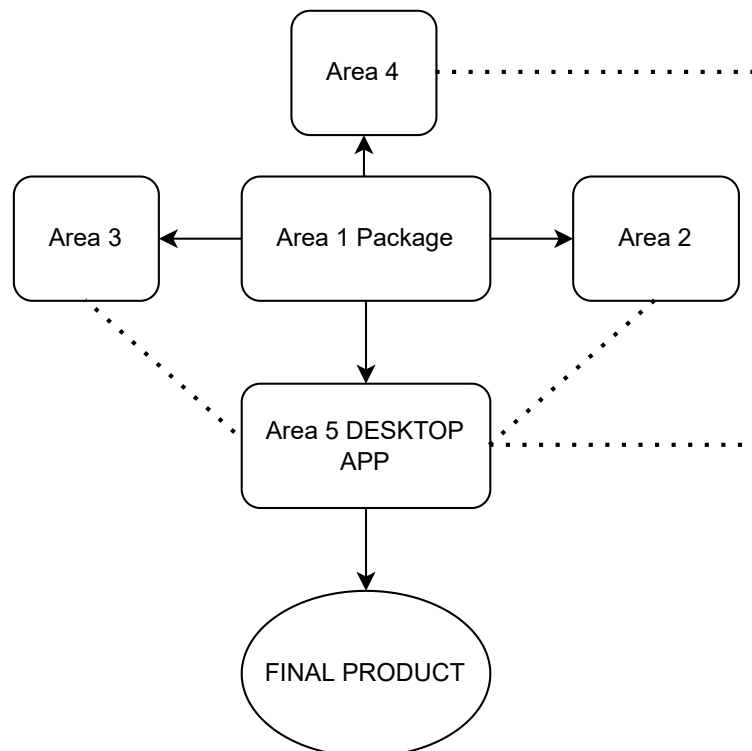 Area 4
Area 3
Area 1 Package
Area 2
Area 5 DESKTOP
APP
FINAL PRODUCT